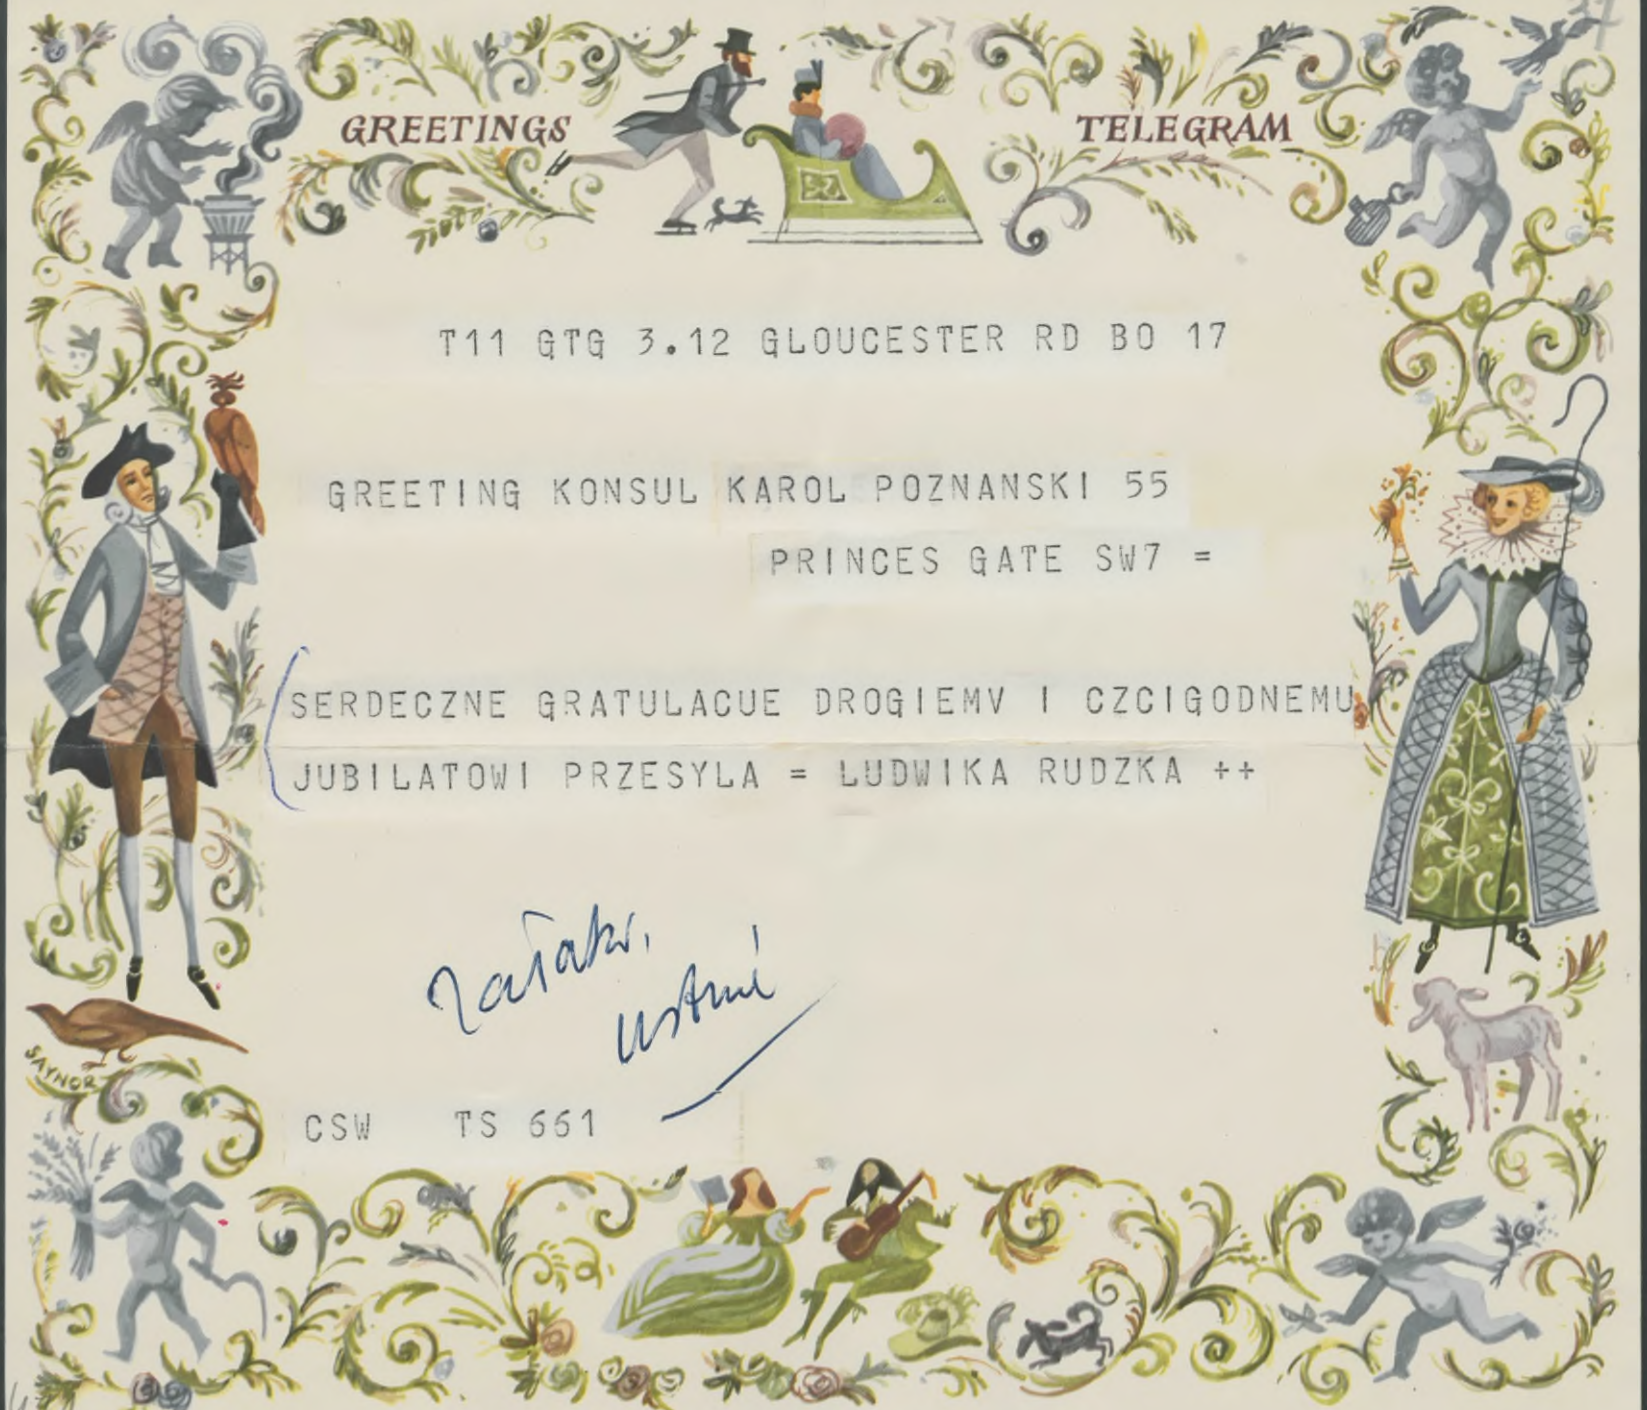 GREETINGS TELEGRAM
T11 GTG 3.12 GLOUCESTER RD BO 17
GREETING KONSUL KAROL POZNANSKI 55
PRINCES GATE SW7 =
SERDECZNE GRATULACUE DROGIEMV I CZCIGODNEMU
JUBILATOWI PRZESYLA = LUDWIKA RUDZKA ++
ustnie
CSW TS 661
SAYNOR